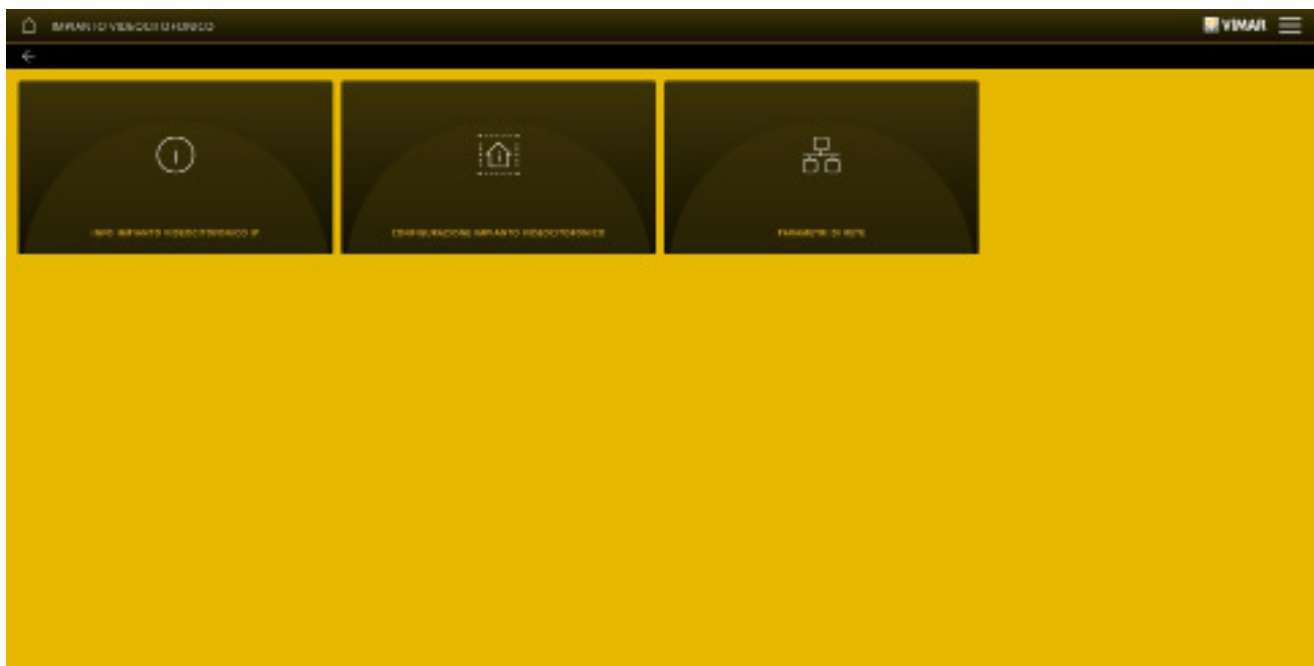 IMPIANTO VIDEOCITOFONICO
VIMAR
INFO IMPIANTO VIDEOCITOFONICO IP
CONFIGURAZIONE IMPIANTO VIDEOCITOFONICO
PARAMETRI DI RETE